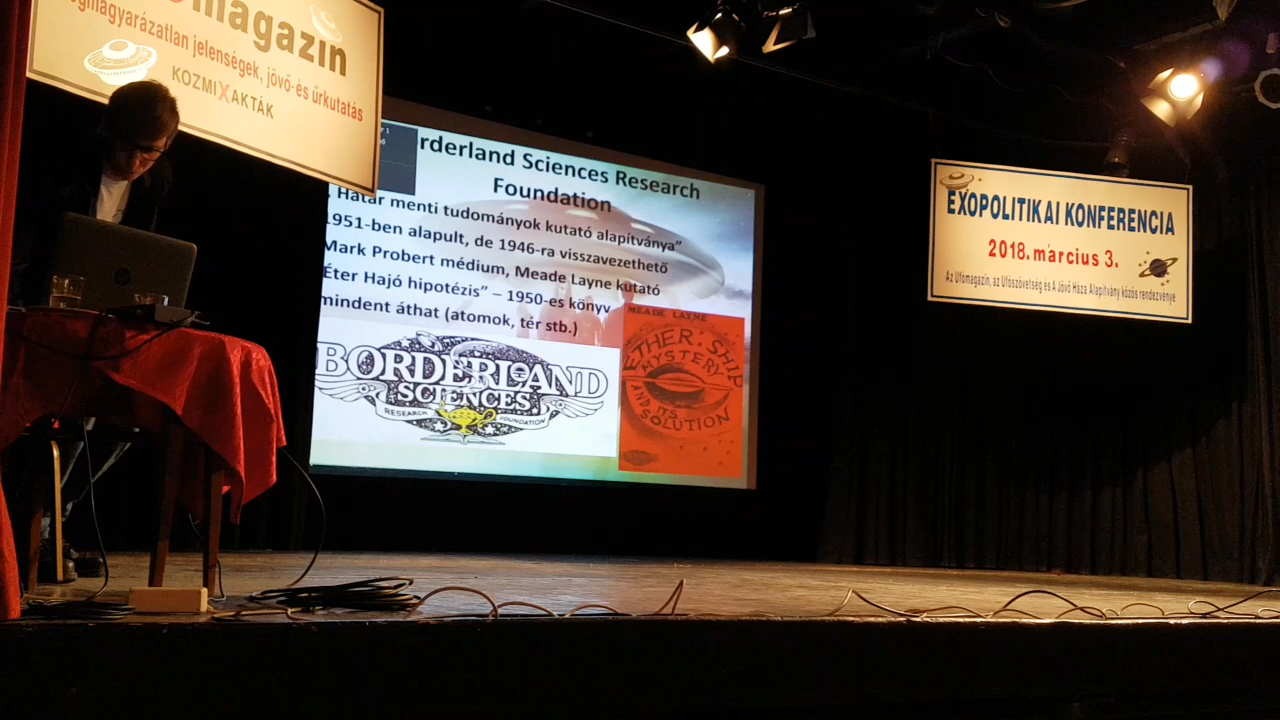 magazin
megmagyarázatlan jelenségek, jövő-és űrkutatás
KOZMIXAKTÁK
rderland Sciences Research
Foundation
Határ menti tudományok kutató alapítványa”
1951-ben alapult, de 1946-ra visszavezethető
Mark Probert médium, Meade Layne kutató
Éter Hajó hipotézis” – 1950-es könyv
mindent áthat (atomok, tér stb.)
BORDERLAND
SCIENCES
RESEARCH FOUNDATION
MEADE LAYNE
ETHER SHIP
MYSTERY
AND ITS
SOLUTION
EXOPOLITIKAI KONFERENCIA
2018. március 3.
Az Ufómagazin, az Ufószövetség és A Jövő Háza Alapítvány közös rendezvénye